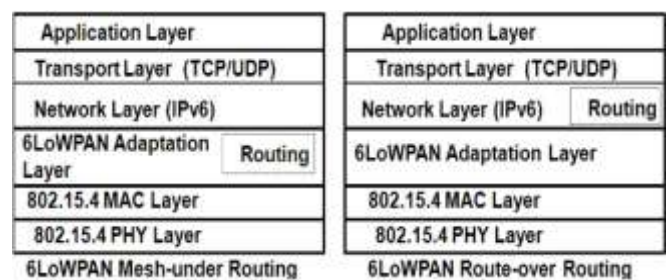 Application Layer
Transport Layer (TCP/UDP)
Network Layer (IPv6)
6LoWPAN Adaptation
Layer
Routing
802.15.4 MAC Layer
802.15.4 PHY Layer
6LoWPAN Mesh-under Routing
Application Layer
Transport Layer (TCP/UDP)
Network Layer (IPv6)
Routing
6LoWPAN Adaptation Layer
802.15.4 MAC Layer
802.15.4 PHY Layer
6LoWPAN Route-over Routing